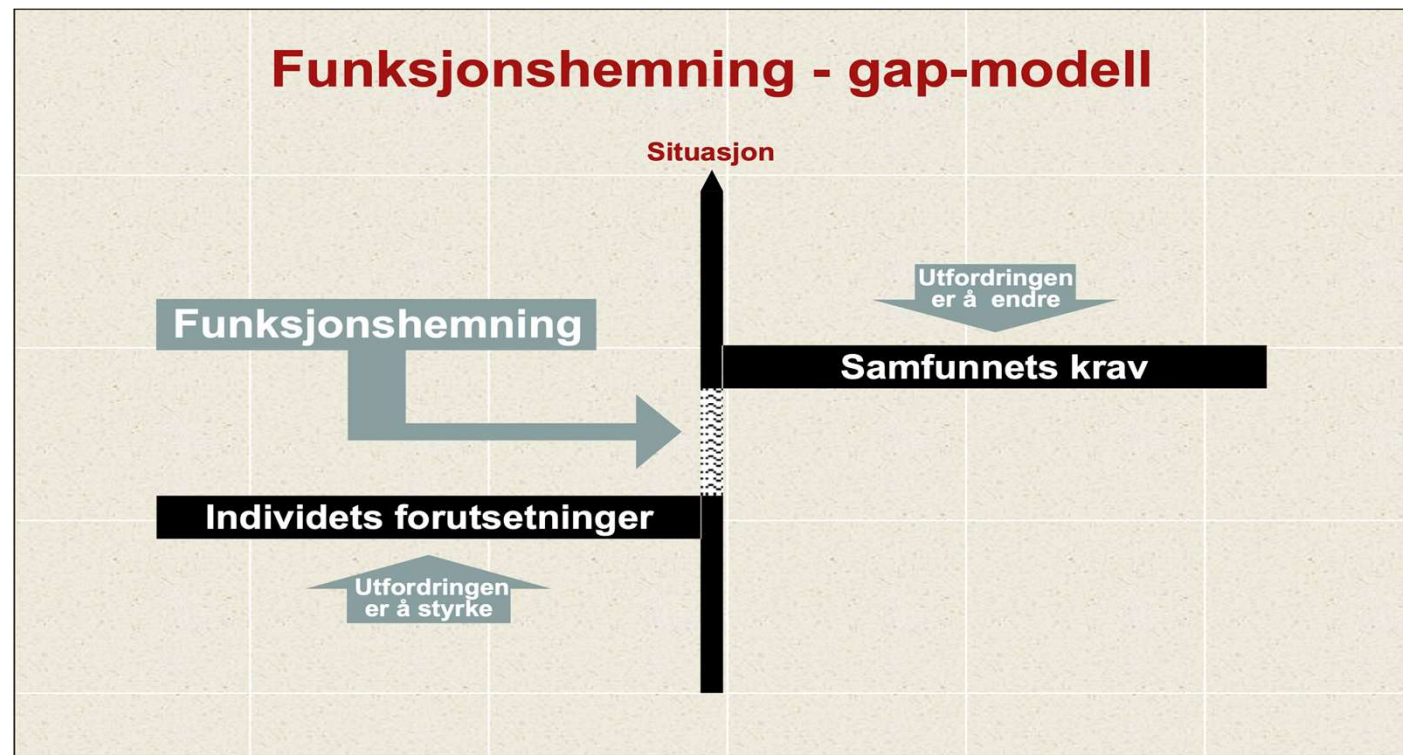 Funksjonshemning - gap-modell
Situasjon
Utfordringen
er å endre
Funksjonshemning
Samfunnets krav
Individets forutsetninger
Utfordringen
er å styrke